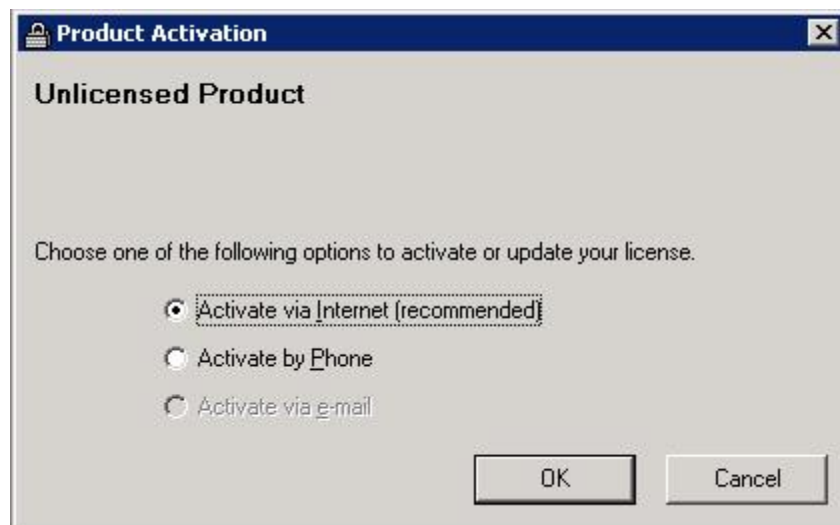 Product Activation
Unlicensed Product
Choose one of the following options to activate or update your license.
Activate via Internet (recommended)
Activate by Phone
Activate via e-mail
OK
Cancel